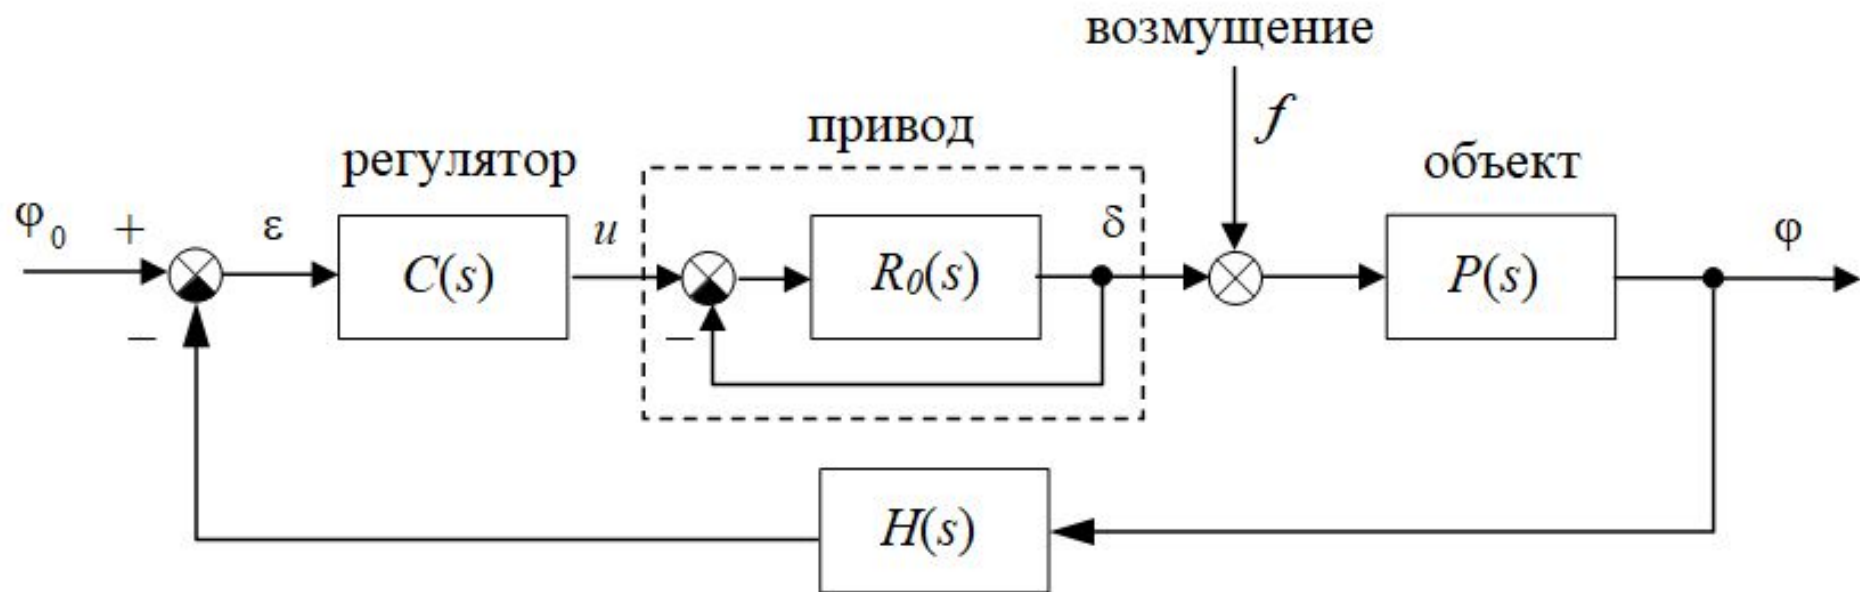 возмущение
f
привод
регулятор
объект
φ₀ + ε C(s) u R₀(s) δ P(s) φ
− −
H(s)